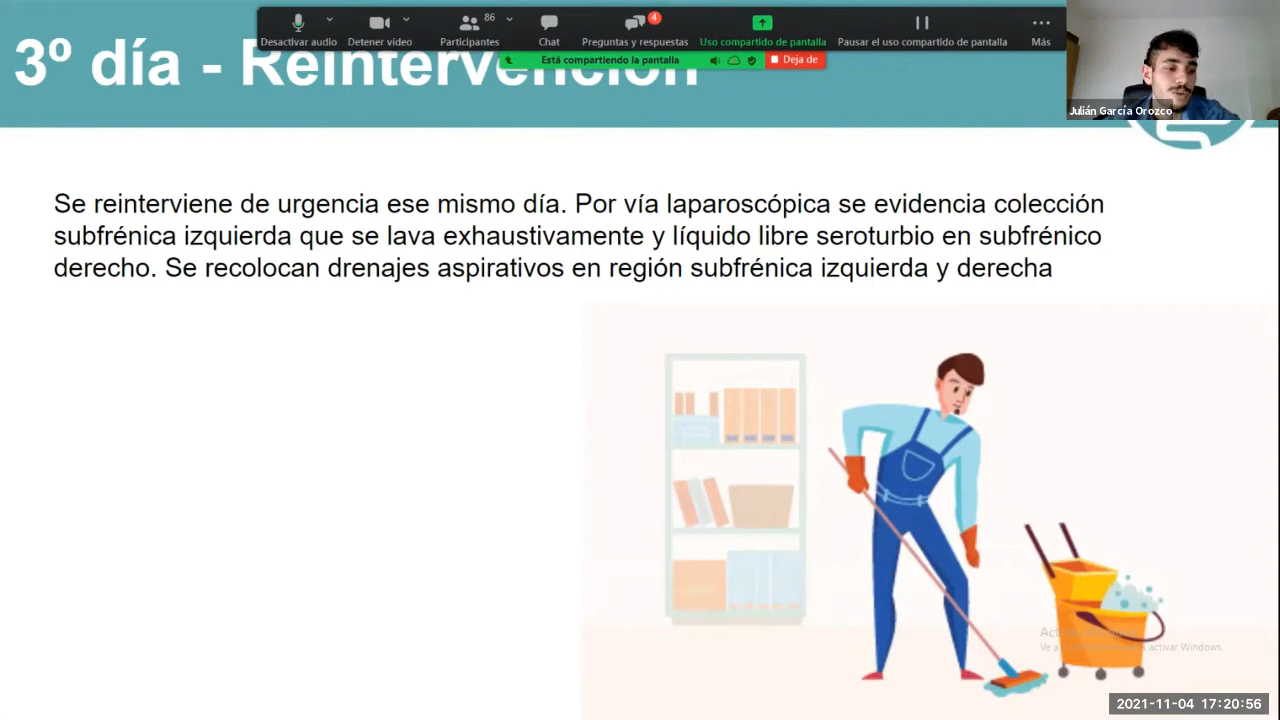 86
4
Desactivar audio
Detener vídeo
Participantes
Chat
Preguntas y respuestas
Uso compartido de pantalla
Pausar el uso compartido de pantalla
Más
Está compartiendo la pantalla
Deja de
3º día - Reintervención
Julián García Orozco
Se reinterviene de urgencia ese mismo día. Por vía laparoscópica se evidencia colección
subfrénica izquierda que se lava exhaustivamente y líquido libre seroturbio en subfrénico
derecho. Se recolocan drenajes aspirativos en región subfrénica izquierda y derecha
Ve a
activar Windows.
2021-11-04 17:20:56